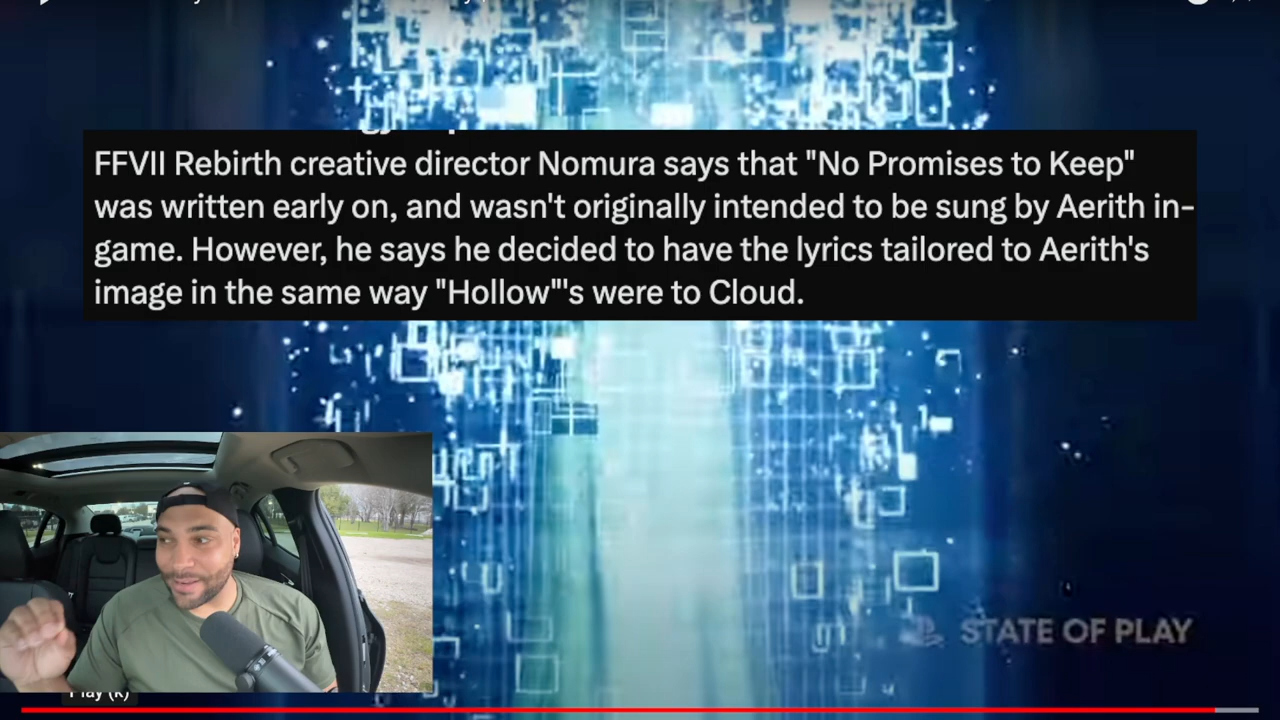 FFVII Rebirth creative director Nomura says that "No Promises to Keep"
was written early on, and wasn't originally intended to be sung by Aerith in-
game. However, he says he decided to have the lyrics tailored to Aerith's
image in the same way "Hollow"'s were to Cloud.
STATE OF PLAY
Play (k)